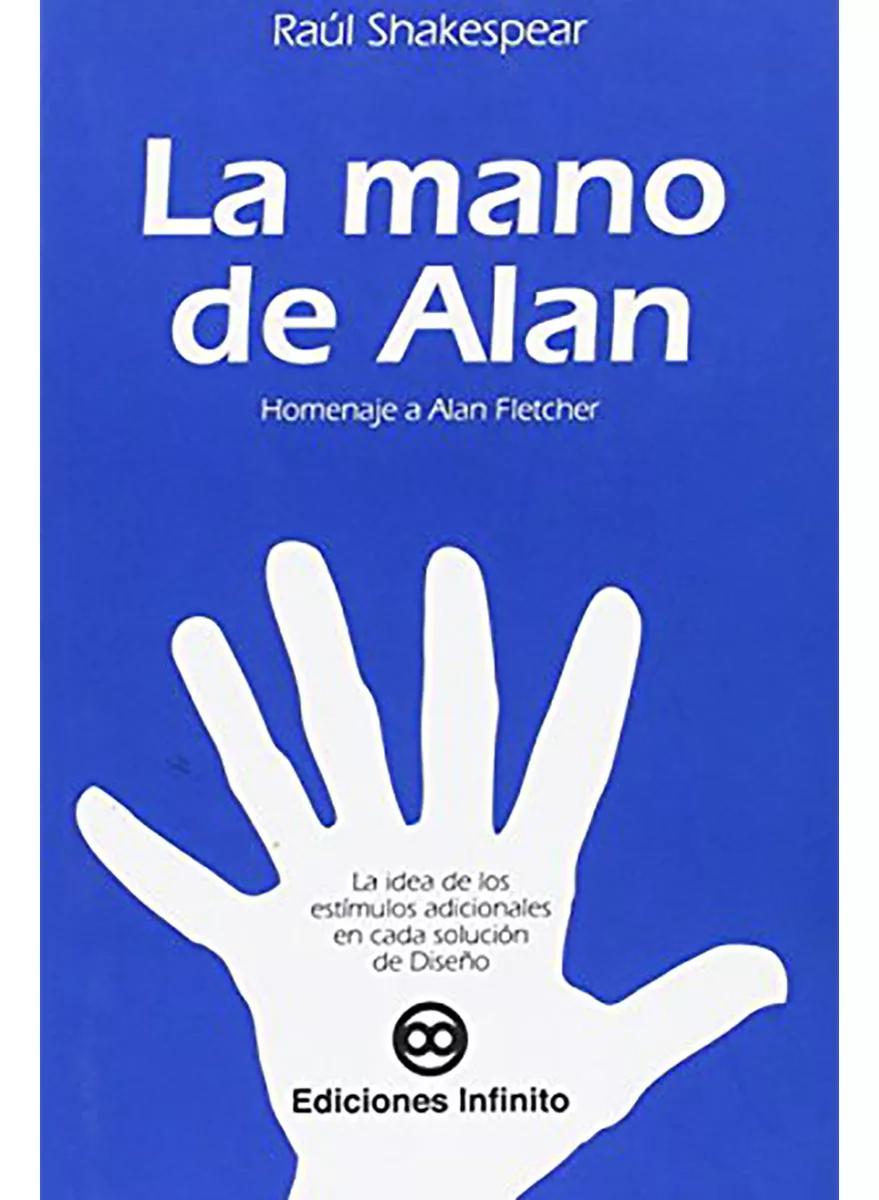 Raúl Shakespear
La mano
de Alan
Homenaje a Alan Fletcher
La idea de los
estímulos adicionales
en cada solución
de Diseño
Ediciones Infinito